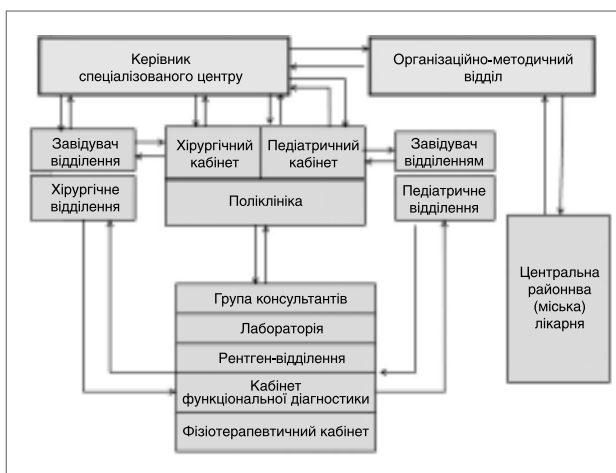 Керівник
спеціалізованого центру
Організаційно-методичний
відділ
Завідувач
відділення
Хірургічний
кабінет
Педіатричний
кабінет
Завідувач
відділенням
Хірургічне
відділення
Поліклініка
Педіатричне
відділення
Центральна
районнва
(міська)
лікарня
Група консультантів
Лабораторія
Рентген-відділення
Кабінет
функціональної діагностики
Фізіотерапевтичний кабінет